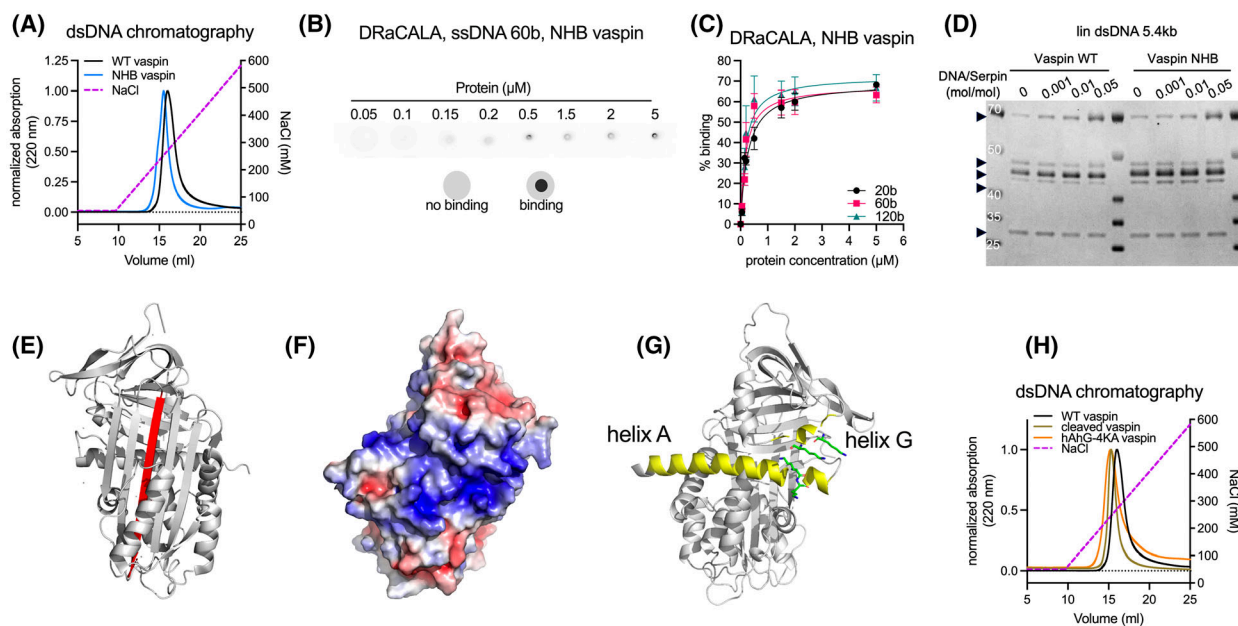 (A)
dsDNA chromatography
1.25
1.00
0.75
0.50
0.25
0.00
normalized absorption
(220 nm)
WT vaspin
NHB vaspin
NaCl
600
500
400
300
200
100
0
NaCl (mM)
5 10 15 20 25
Volume (ml)
(B)
DRaCALA, ssDNA 60b, NHB vaspin
Protein (µM)
0.05 0.1 0.15 0.2 0.5 1.5 2 5
no binding
binding
(C)
DRaCALA, NHB vaspin
80
70
60
50
40
30
20
10
0
% binding
20b
60b
120b
0 1 2 3 4 5 6
protein concentration (µM)
(D)
lin dsDNA 5.4kb
Vaspin WT Vaspin NHB
DNA/Serpin
(mol/mol)
0 0.001 0.01 0.05 0 0.001 0.01 0.05
70
50
40
35
25
(E)
(F)
(G)
helix A
helix G
(H)
dsDNA chromatography
WT vaspin
cleaved vaspin
hAhG-4KA vaspin
NaCl
1.0
0.5
0.0
normalized absorption
(220 nm)
600
500
400
300
200
100
0
NaCl (mM)
5 10 15 20 25
Volume (ml)